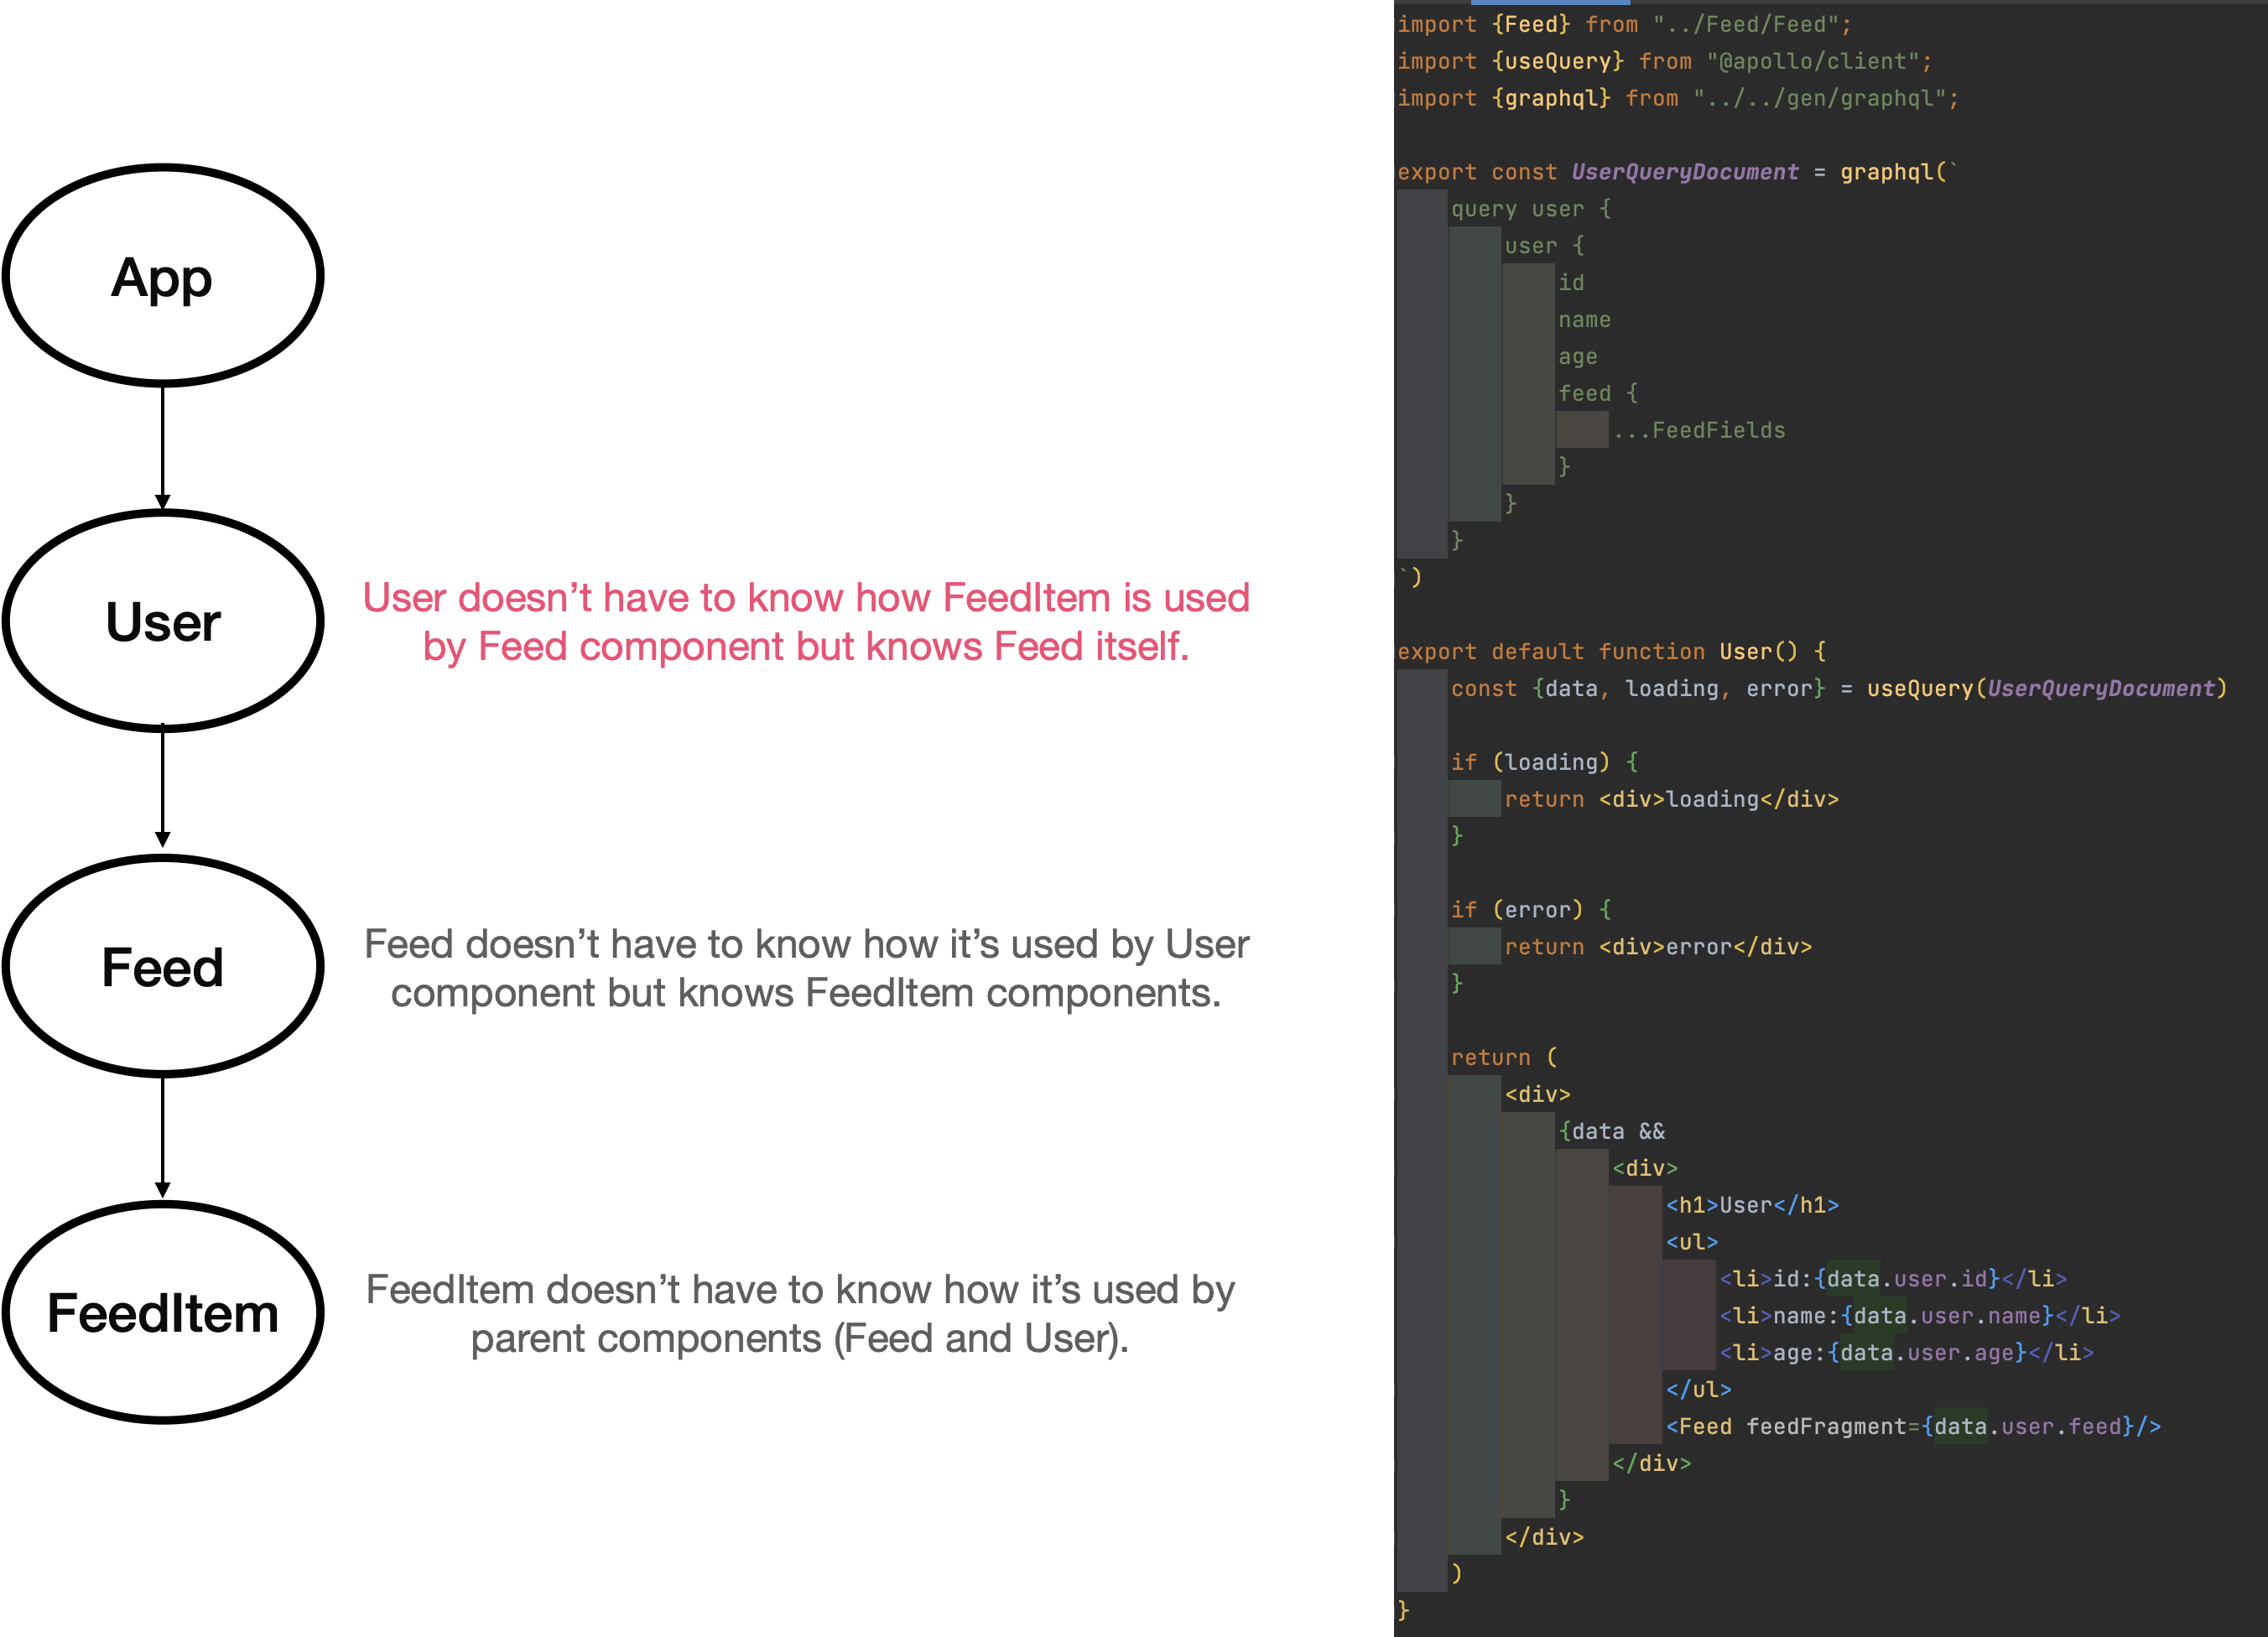 App
User
User doesn’t have to know how FeedItem is used
by Feed component but knows Feed itself.
Feed
Feed doesn’t have to know how it’s used by User
component but knows FeedItem components.
FeedItem
FeedItem doesn’t have to know how it’s used by
parent components (Feed and User).
import {Feed} from "../Feed/Feed";
import {useQuery} from "@apollo/client";
import {graphql} from "../../gen/graphql";
export const UserQueryDocument = graphql(`
query user {
user {
id
name
age
feed {
...FeedFields
}
}
}
`)
export default function User() {
const {data, loading, error} = useQuery(UserQueryDocument)
if (loading) {
return <div>loading</div>
}
if (error) {
return <div>error</div>
}
return (
<div>
{data &&
<div>
<h1>User</h1>
<ul>
<li>id:{data.user.id}</li>
<li>name:{data.user.name}</li>
<li>age:{data.user.age}</li>
</ul>
<Feed feedFragment={data.user.feed}/>
</div>
}
</div>
)
}